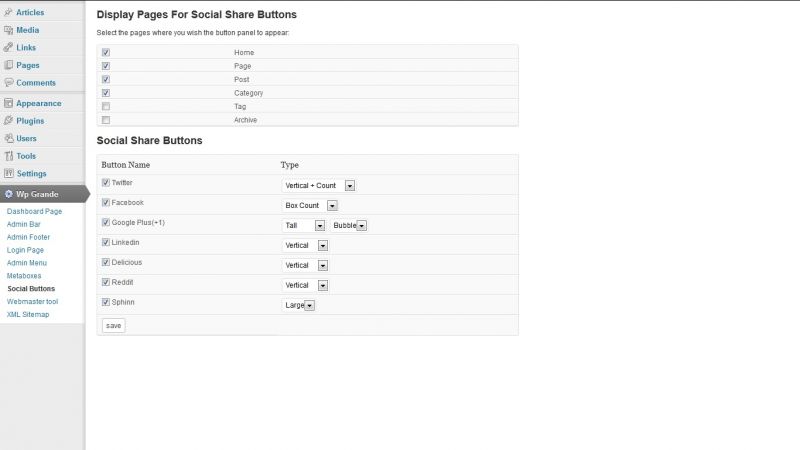 Articles
Media
Links
Pages
Comments
Appearance
Plugins
Users
Tools
Settings
Wp Grande
Dashboard Page
Admin Bar
Admin Footer
Login Page
Admin Menu
Metaboxes
Social Buttons
Webmaster tool
XML Sitemap
Display Pages For Social Share Buttons
Select the pages where you wish the button panel to appear:
Home
Page
Post
Category
Tag
Archive
Social Share Buttons
Button Name Type
Twitter Vertical + Count
Facebook Box Count
Google Plus(+1) Tall Bubble
Linkedin Vertical
Delicious Vertical
Reddit Vertical
Sphinn Large
save